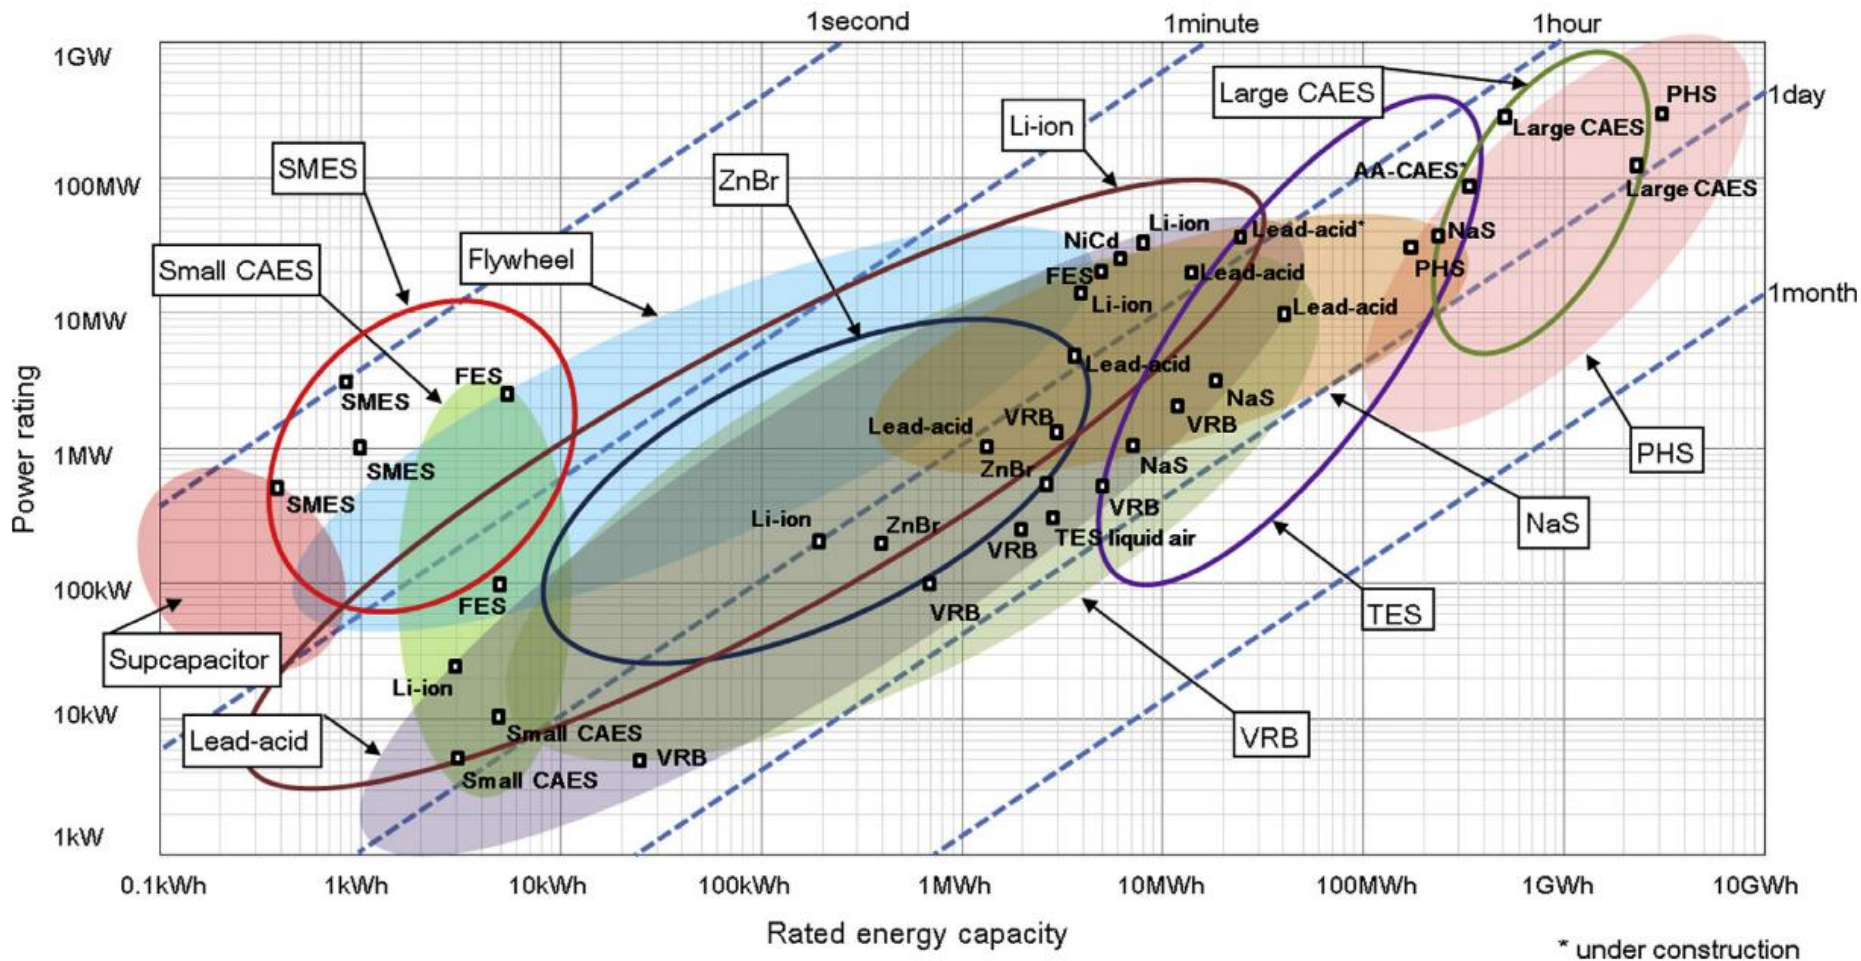 1second
1minute
1hour
1GW
100MW
10MW
1MW
100kW
10kW
1kW
Power rating
Large CAES
Li-ion
SMES
ZnBr
Flywheel
Small CAES
PHS
1day
Large CAES
AA-CAES*
Large CAES
Li-ion
Lead-acid*
NaS
NiCd
PHS
FES
Lead-acid
1month
Li-ion
Lead-acid
Lead-acid
FES
SMES
NaS
VRB
Lead-acid
VRB
PHS
SMES
ZnBr
NaS
SMES
VRB
Li-ion
ZnBr
NaS
TES liquid air
VRB
FES
VRB
TES
Supcapacitor
Li-ion
Small CAES
Lead-acid
VRB
VRB
Small CAES
0.1kWh
1kWh
10kWh
100kWh
1MWh
10MWh
100MWh
1GWh
10GWh
Rated energy capacity
* under construction